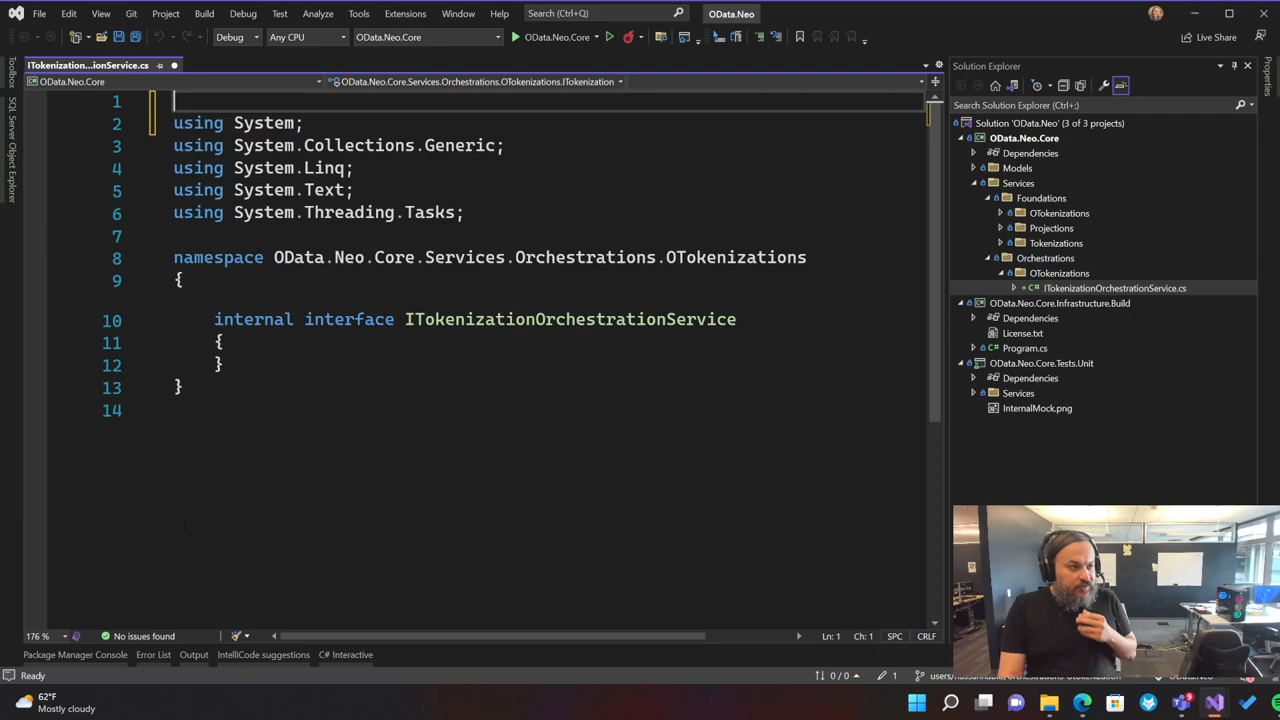 File Edit View Git Project Build Debug Test Analyze Tools Extensions Window Help Search (Ctrl+Q) OData.Neo
Debug Any CPU OData.Neo.Core OData.Neo.Core Live Share
ITokenization...ionService.cs
OData.Neo.Core OData.Neo.Core.Services.Orchestrations.OTokenizations.ITokenization
Toolbox
SQL Server Object Explorer
1
2 using System;
3 using System.Collections.Generic;
4 using System.Linq;
5 using System.Text;
6 using System.Threading.Tasks;
7
8 namespace OData.Neo.Core.Services.Orchestrations.OTokenizations
9 {
10 internal interface ITokenizationOrchestrationService
11 {
12 }
13 }
14
Solution Explorer
Search Solution Explorer (Ctrl+;)
Solution 'OData.Neo' (3 of 3 projects)
OData.Neo.Core
Dependencies
Models
Services
Foundations
OTokenizations
Projections
Tokenizations
Orchestrations
OTokenizations
C# ITokenizationOrchestrationService.cs
OData.Neo.Core.Infrastructure.Build
Dependencies
License.txt
C# Program.cs
OData.Neo.Core.Tests.Unit
Dependencies
Services
InternalMock.png
Properties
176 % No issues found Ln: 1 Ch: 1 SPC CRLF
Package Manager Console Error List Output IntelliCode suggestions C# Interactive
Ready 0 / 0 1
62°F
Mostly cloudy